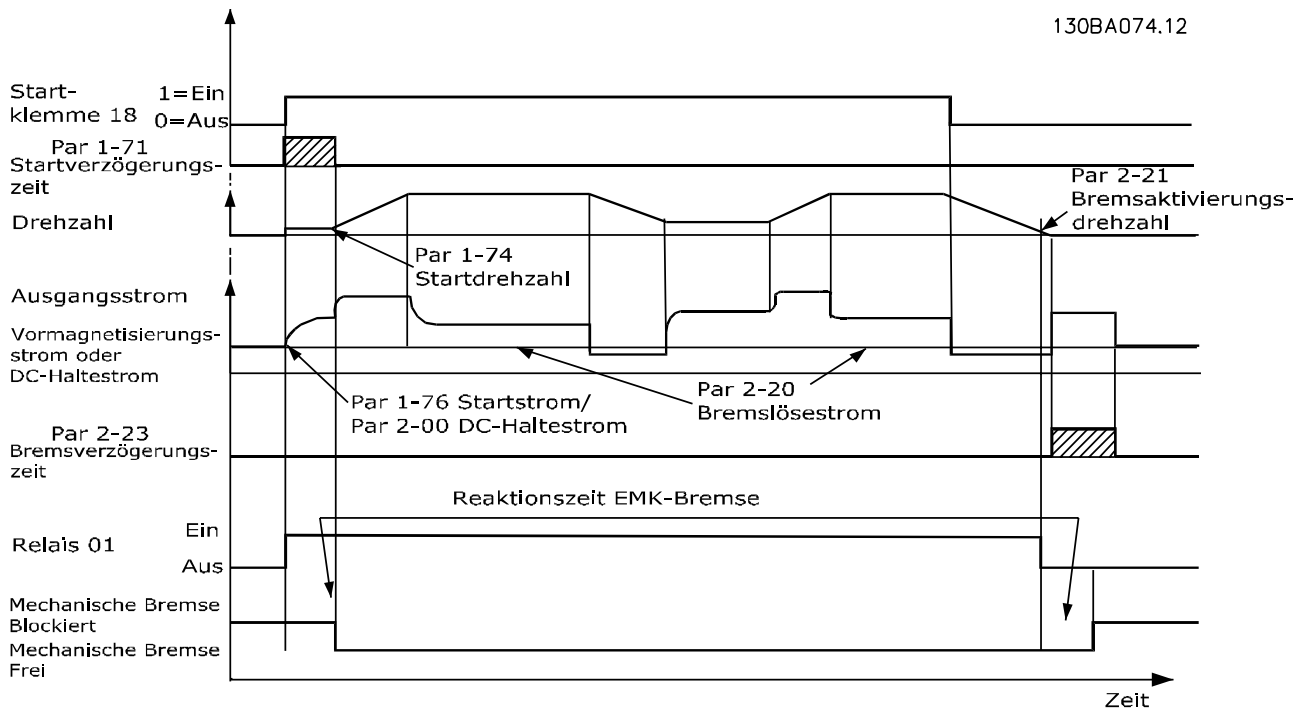 130BA074.12
Start-
klemme 18
1=Ein
0=Aus
Par 1-71
Startverzögerungs-
zeit
Drehzahl
Par 2-21
Bremsaktivierungs-
drehzahl
Par 1-74
Startdrehzahl
Ausgangsstrom
Vormagnetisierungs-
strom oder
DC-Haltestrom
Par 1-76 Startstrom/
Par 2-00 DC-Haltestrom
Par 2-20
Bremslösestrom
Par 2-23
Bremsverzögerungs-
zeit
Reaktionszeit EMK-Bremse
Relais 01
Ein
Aus
Mechanische Bremse
Blockiert
Mechanische Bremse
Frei
Zeit